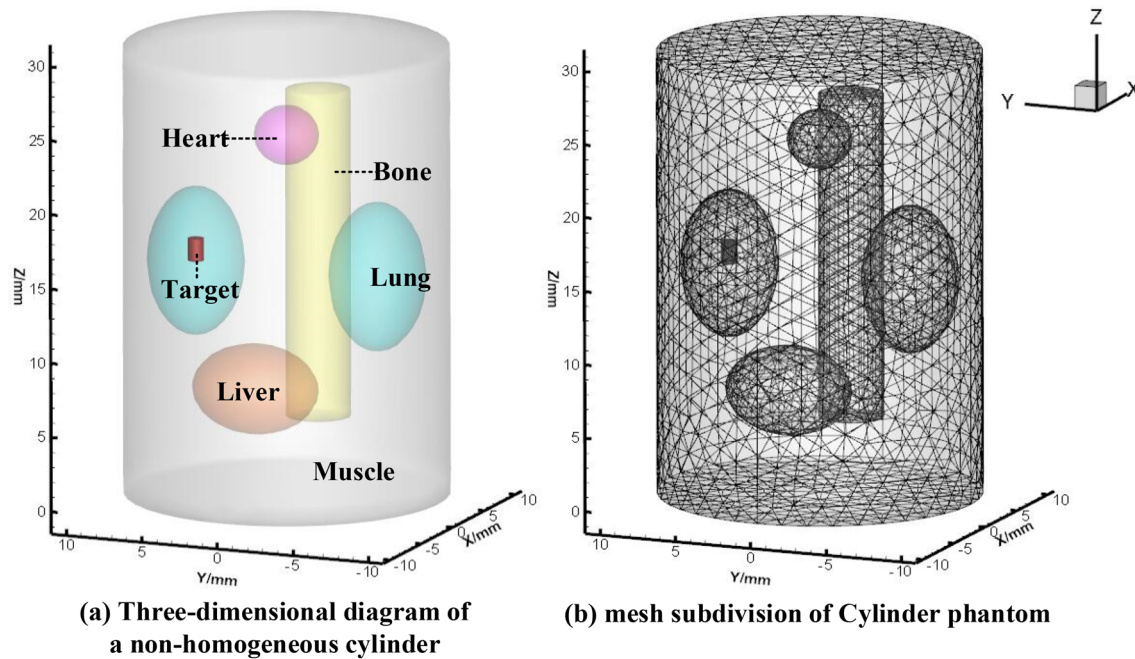 30
25
20
15
10
5
0
Z/mm
Heart
Bone
Lung
Target
Liver
Muscle
10
5
0
-5
-10
Y/mm
-10
-5
0
5
10
X/mm
(a) Three-dimensional diagram of
a non-homogeneous cylinder
30
25
20
15
10
5
0
Z/mm
10
5
0
-5
-10
Y/mm
-10
-5
0
5
10
X/mm
Z
Y
X
(b) mesh subdivision of Cylinder phantom